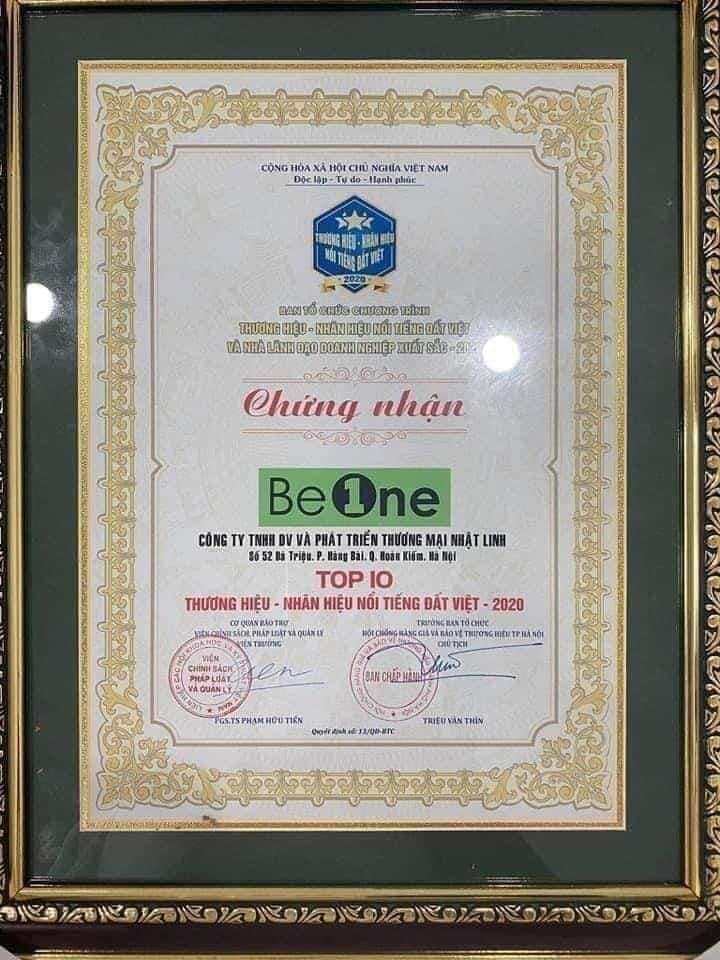 CỘNG HÒA XÃ HỘI CHỦ NGHĨA VIỆT NAM
Độc lập - Tự do - Hạnh phúc
THƯƠNG HIỆU - NHÃN HIỆU
NỔI TIẾNG ĐẤT VIỆT
2020
BAN TỔ CHỨC CHƯƠNG TRÌNH
THƯƠNG HIỆU - NHÃN HIỆU NỔI TIẾNG ĐẤT VIỆT
VÀ NHÀ LÃNH ĐẠO DOANH NGHIỆP XUẤT SẮC -
Chứng nhận
Be1ne
CÔNG TY TNHH DV VÀ PHÁT TRIỂN THƯƠNG MẠI NHẬT LINH
Số 52 Bà Triệu. P. Hàng Bài. Q. Hoàn Kiếm. Hà Nội
TOP 10
THƯƠNG HIỆU - NHÃN HIỆU NỔI TIẾNG ĐẤT VIỆT - 2020
CƠ QUAN BẢO TRỢ
VIỆN CHÍNH SÁCH, PHÁP LUẬT VÀ QUẢN LÝ
VIỆN TRƯỞNG
VIỆN
CHÍNH SÁCH
PHÁP LUẬT
VÀ QUẢN LÝ
PGS.TS PHẠM HỮU TIẾN
TRƯỞNG BAN TỔ CHỨC
HỘI CHỐNG HÀNG GIẢ VÀ BẢO VỆ THƯƠNG HIỆU TP HÀ NỘI
CHỦ TỊCH
BAN CHẤP HÀNH
TRIỆU VĂN THÌN
Quyết định số: 15/QĐ-BTC